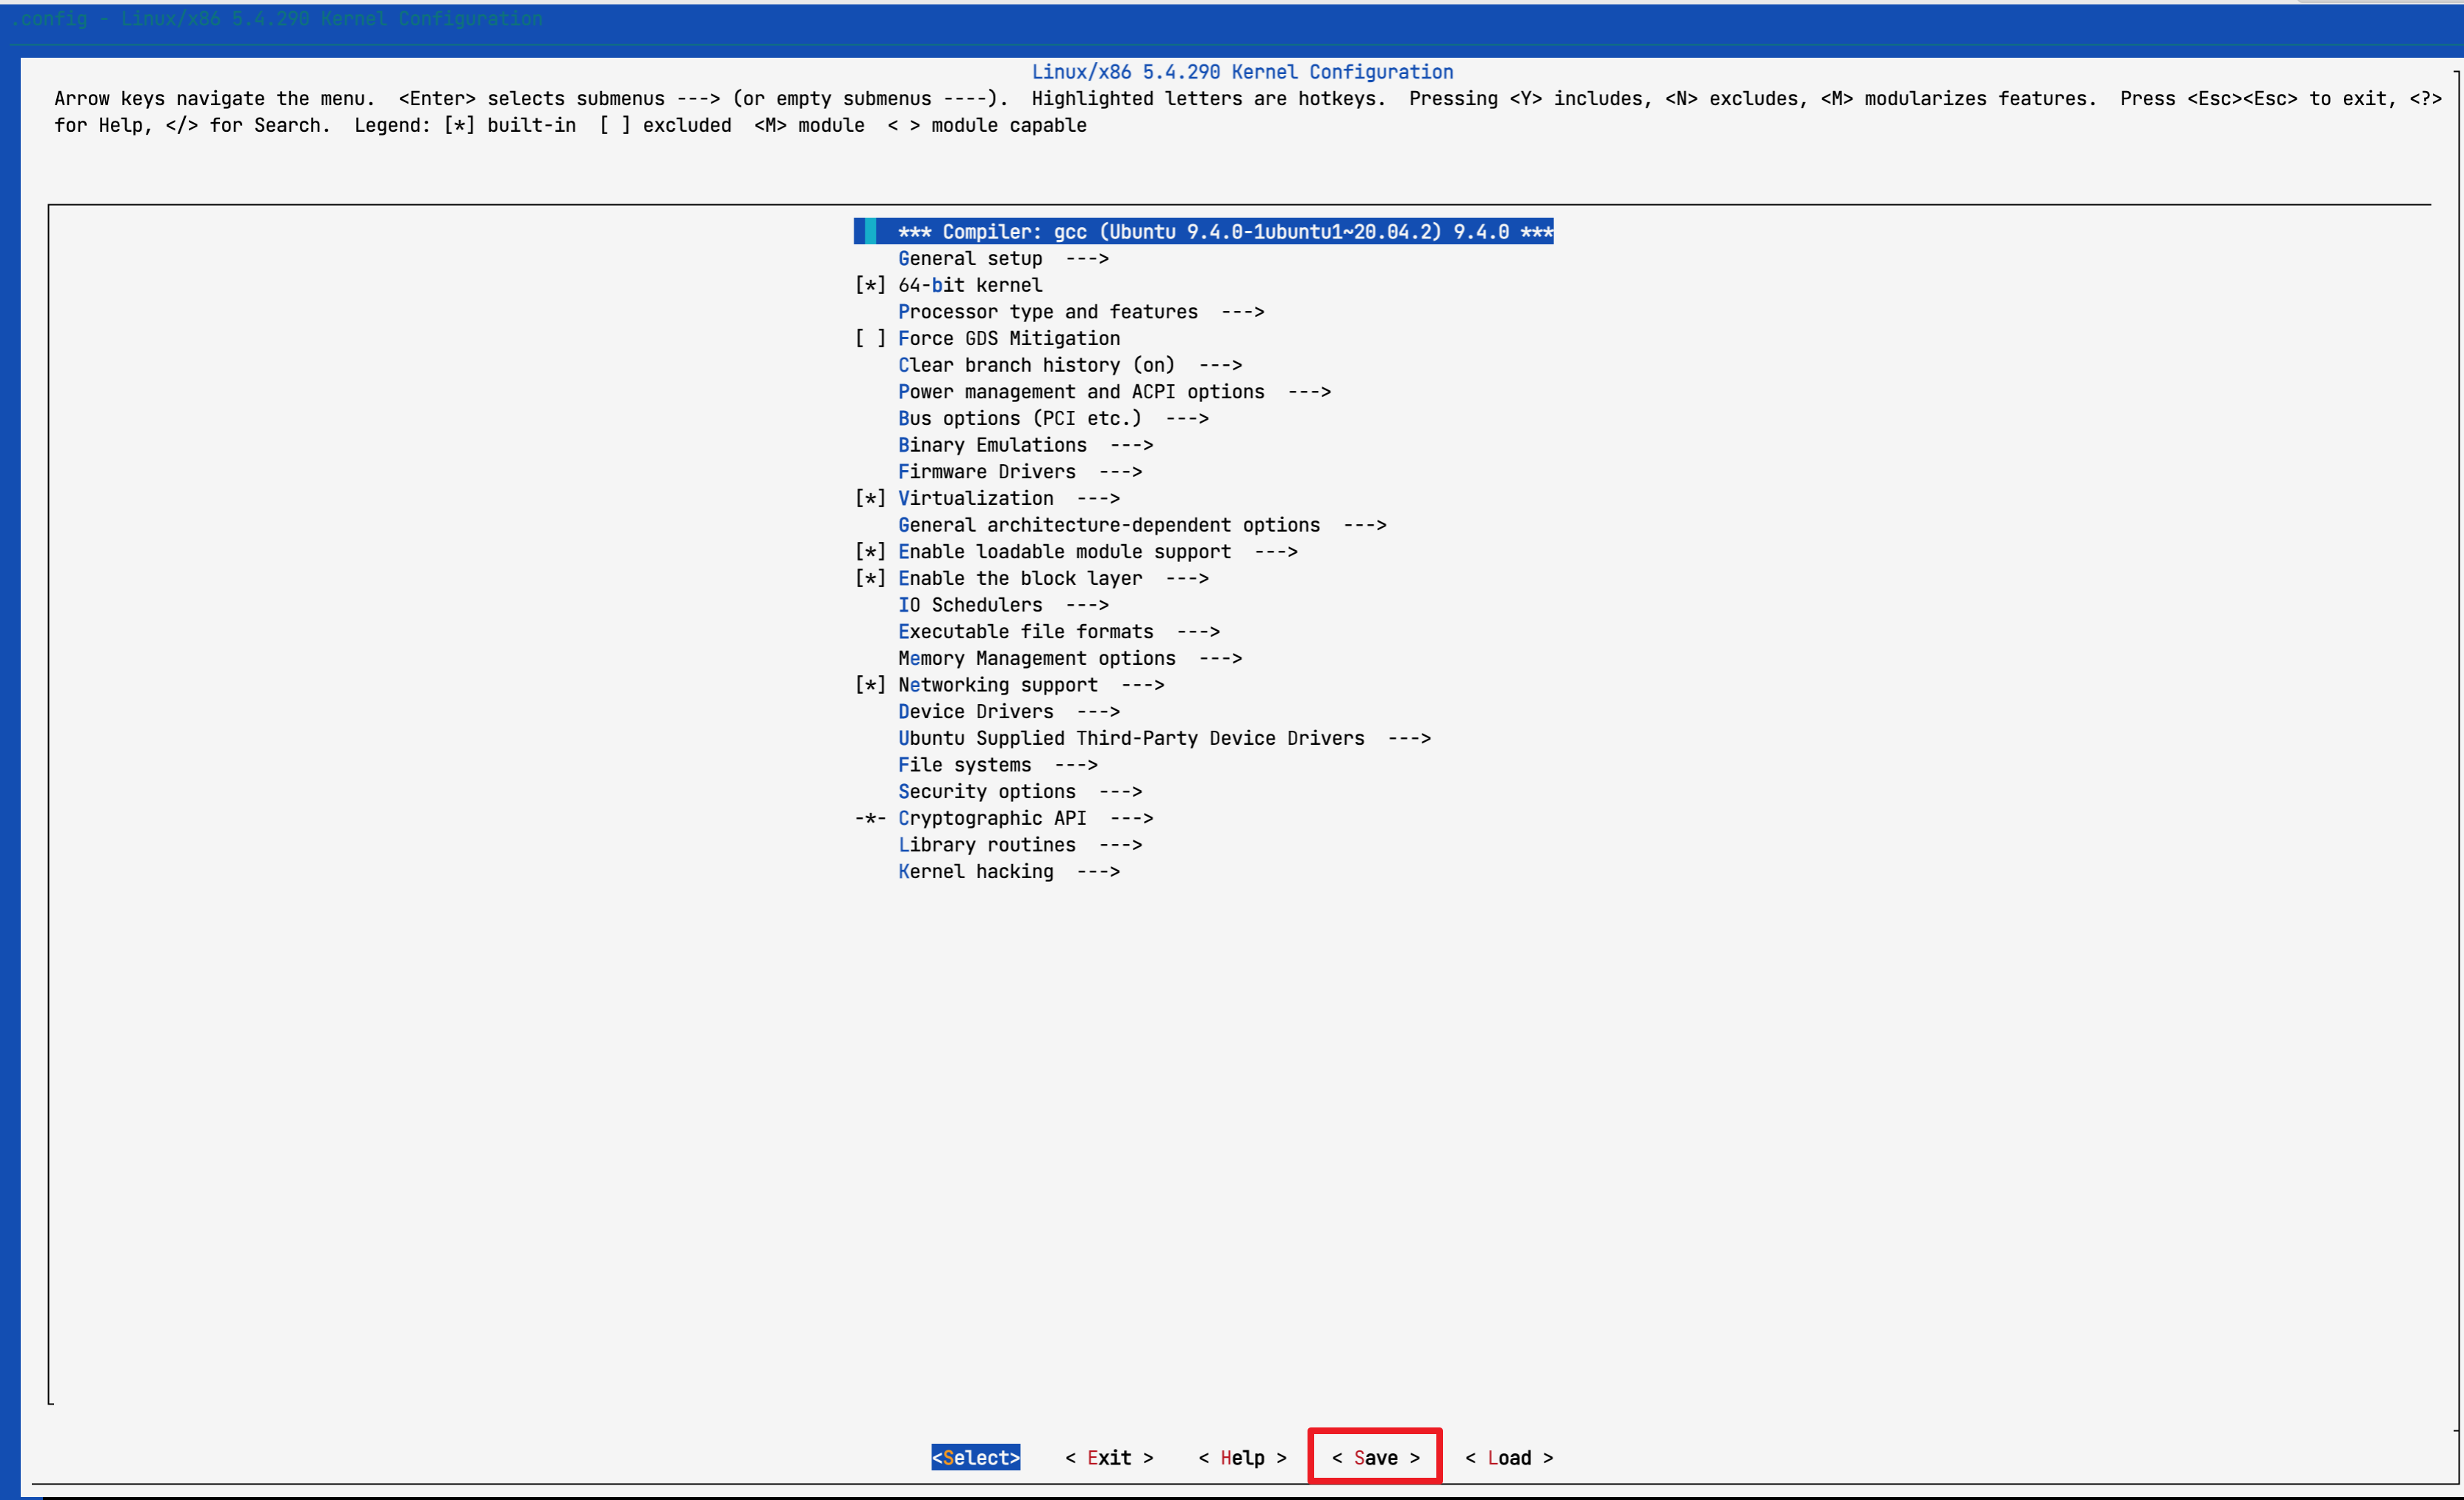 .config - Linux/x86 5.4.290 Kernel Configuration
Linux/x86 5.4.290 Kernel Configuration
Arrow keys navigate the menu.  <Enter> selects submenus ---> (or empty submenus ----).  Highlighted letters are hotkeys.  Pressing <Y> includes, <N> excludes, <M> modularizes features.  Press <Esc><Esc> to exit, <?>
for Help, </> for Search.  Legend: [*] built-in  [ ] excluded  <M> module  < > module capable
*** Compiler: gcc (Ubuntu 9.4.0-1ubuntu1~20.04.2) 9.4.0 ***
General setup  --->
[*] 64-bit kernel
Processor type and features  --->
[ ] Force GDS Mitigation
Clear branch history (on)  --->
Power management and ACPI options  --->
Bus options (PCI etc.)  --->
Binary Emulations  --->
Firmware Drivers  --->
[*] Virtualization  --->
General architecture-dependent options  --->
[*] Enable loadable module support  --->
[*] Enable the block layer  --->
IO Schedulers  --->
Executable file formats  --->
Memory Management options  --->
[*] Networking support  --->
Device Drivers  --->
Ubuntu Supplied Third-Party Device Drivers  --->
File systems  --->
Security options  --->
-*- Cryptographic API  --->
Library routines  --->
Kernel hacking  --->
<Select>    < Exit >    < Help >    < Save >    < Load >